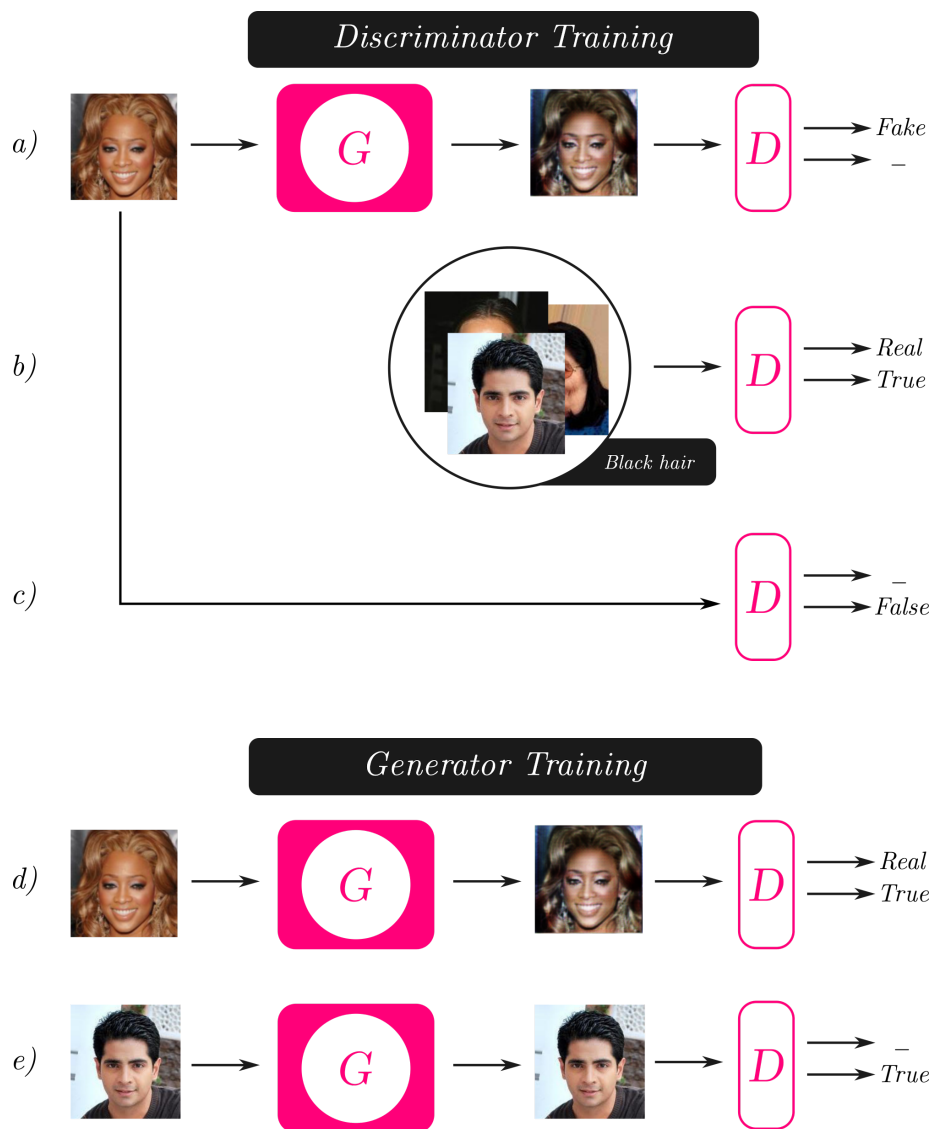 Discriminator Training
a)
G
D
Fake
–
b)
D
Real
True
Black hair
c)
D
–
False
Generator Training
d)
G
D
Real
True
e)
G
D
–
True